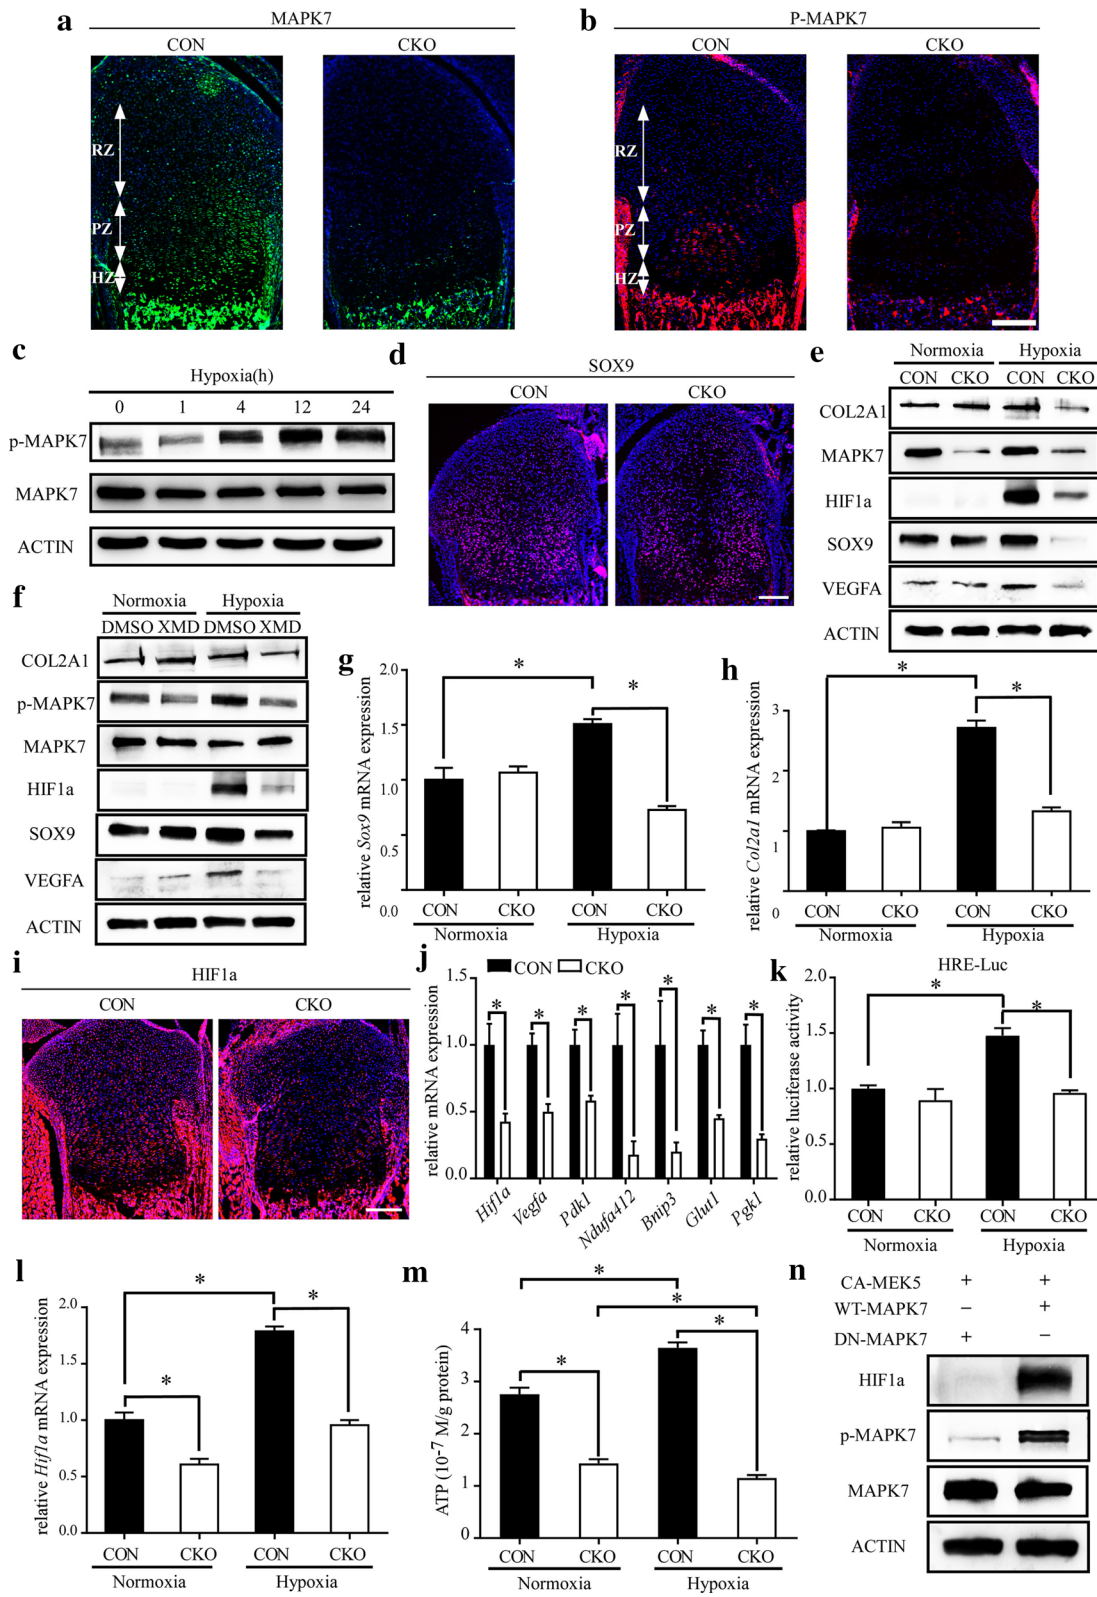 a
MAPK7
CON
CKO
RZ
PZ
HZ
b
P-MAPK7
CON
CKO
RZ
PZ
HZ
c
Hypoxia(h)
0 1 4 12 24
p-MAPK7
MAPK7
ACTIN
d
SOX9
CON
CKO
e
Normoxia Hypoxia
CON CKO CON CKO
COL2A1
MAPK7
HIF1a
SOX9
VEGFA
ACTIN
f
Normoxia Hypoxia
DMSO XMD DMSO XMD
COL2A1
p-MAPK7
MAPK7
HIF1a
SOX9
VEGFA
ACTIN
g
relative Sox9 mRNA expression
2.0
1.5
1.0
0.5
0.0
* *
CON CKO CON CKO
Normoxia Hypoxia
h
relative Col2a1 mRNA expression
3
2
1
0
* *
CON CKO CON CKO
Normoxia Hypoxia
i
HIF1a
CON
CKO
j
CON CKO
relative mRNA expression
1.5
1.0
0.5
0.0
* * * * * * *
Hif1a Vegfa Pdk1 Ndufa412 Bnip3 Glut1 Pgk1
k
HRE-Luc
relative luciferase activity
2.0
1.5
1.0
0.5
0.0
* *
CON CKO CON CKO
Normoxia Hypoxia
l
relative Hif1a mRNA expression
2.0
1.5
1.0
0.5
0.0
* * *
CON CKO CON CKO
Normoxia Hypoxia
m
ATP (10-7 M/g protein)
4
3
2
1
0
* * * *
CON CKO CON CKO
Normoxia Hypoxia
n
CA-MEK5 + +
WT-MAPK7 – +
DN-MAPK7 + –
HIF1a
p-MAPK7
MAPK7
ACTIN